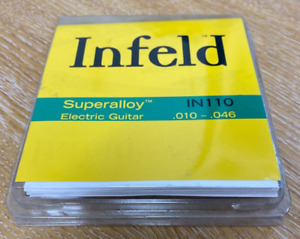 Infeld
Superalloy™ IN110
Electric Guitar .010 – .046